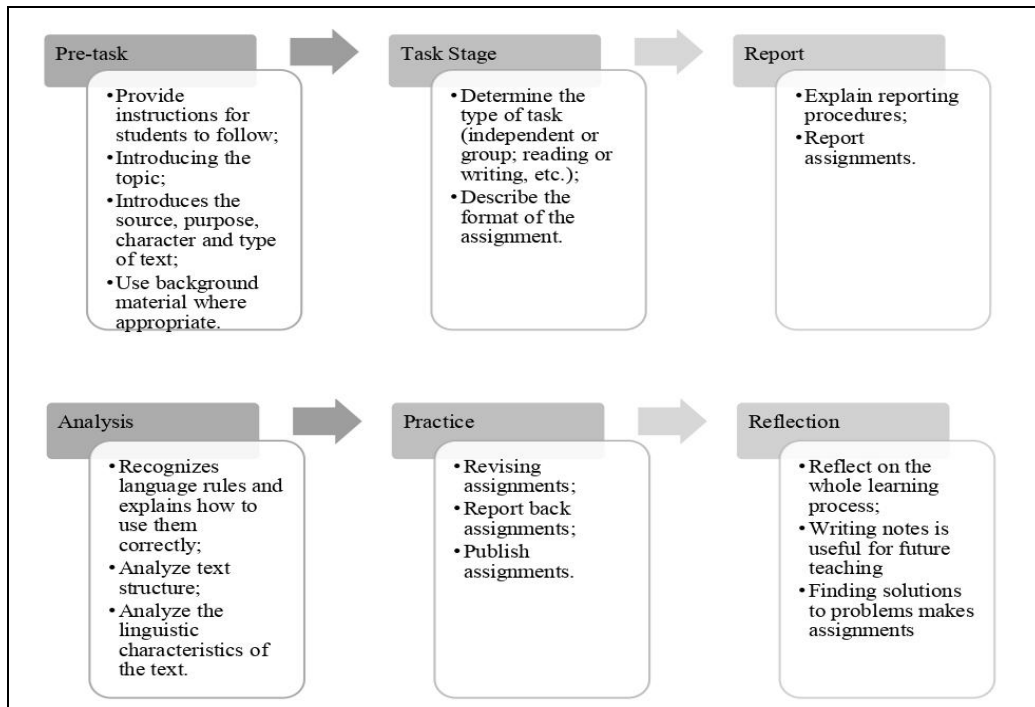 Pre-task
•Provide
instructions for
students to follow;
•Introducing the
topic;
•Introduces the
source, purpose,
character and type
of text;
•Use background
material where
appropriate.
Task Stage
•Determine the
type of task
(independent or
group; reading or
writing, etc.);
•Describe the
format of the
assignment.
Report
•Explain reporting
procedures;
•Report
assignments.
Analysis
•Recognizes
language rules and
explains how to
use them
correctly;
•Analyze text
structure;
•Analyze the
linguistic
characteristics of
the text.
Practice
•Revising
assignments;
•Report back
assignments;
•Publish
assignments.
Reflection
•Reflect on the
whole learning
process;
•Writing notes is
useful for future
teaching
•Finding solutions
to problems makes
assignments